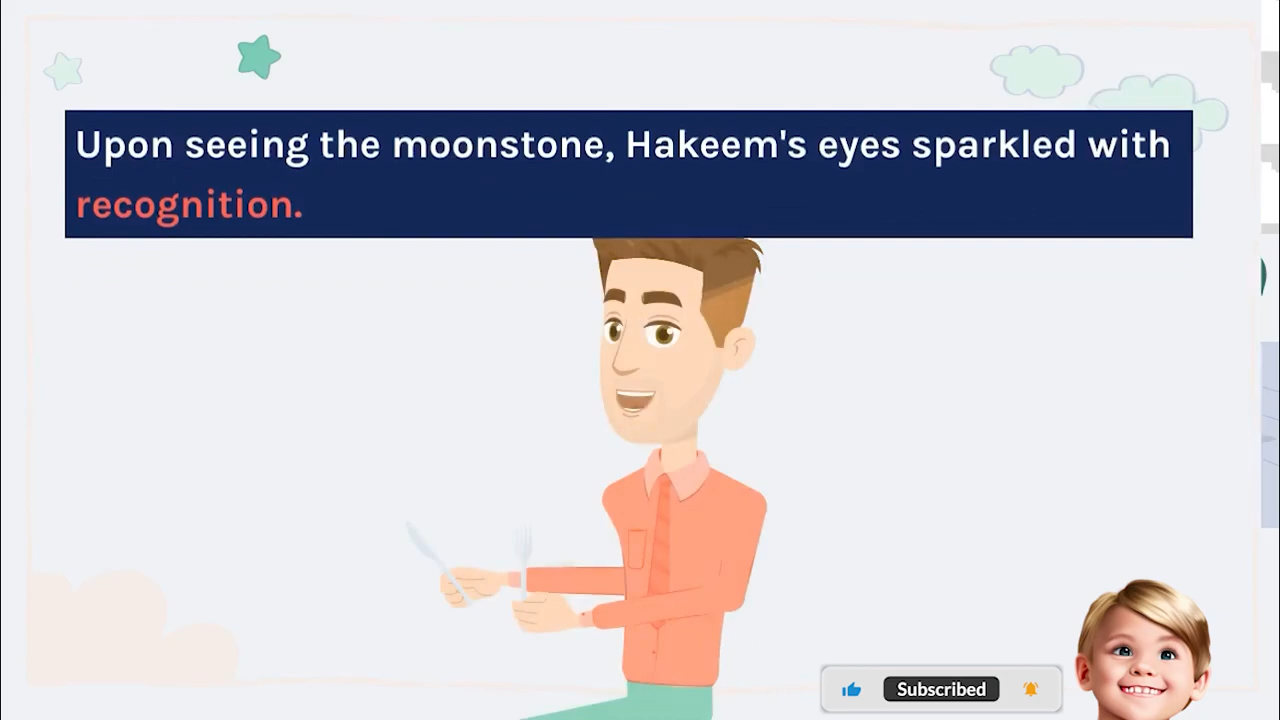 Upon seeing the moonstone, Hakeem's eyes sparkled with
recognition.
Subscribed